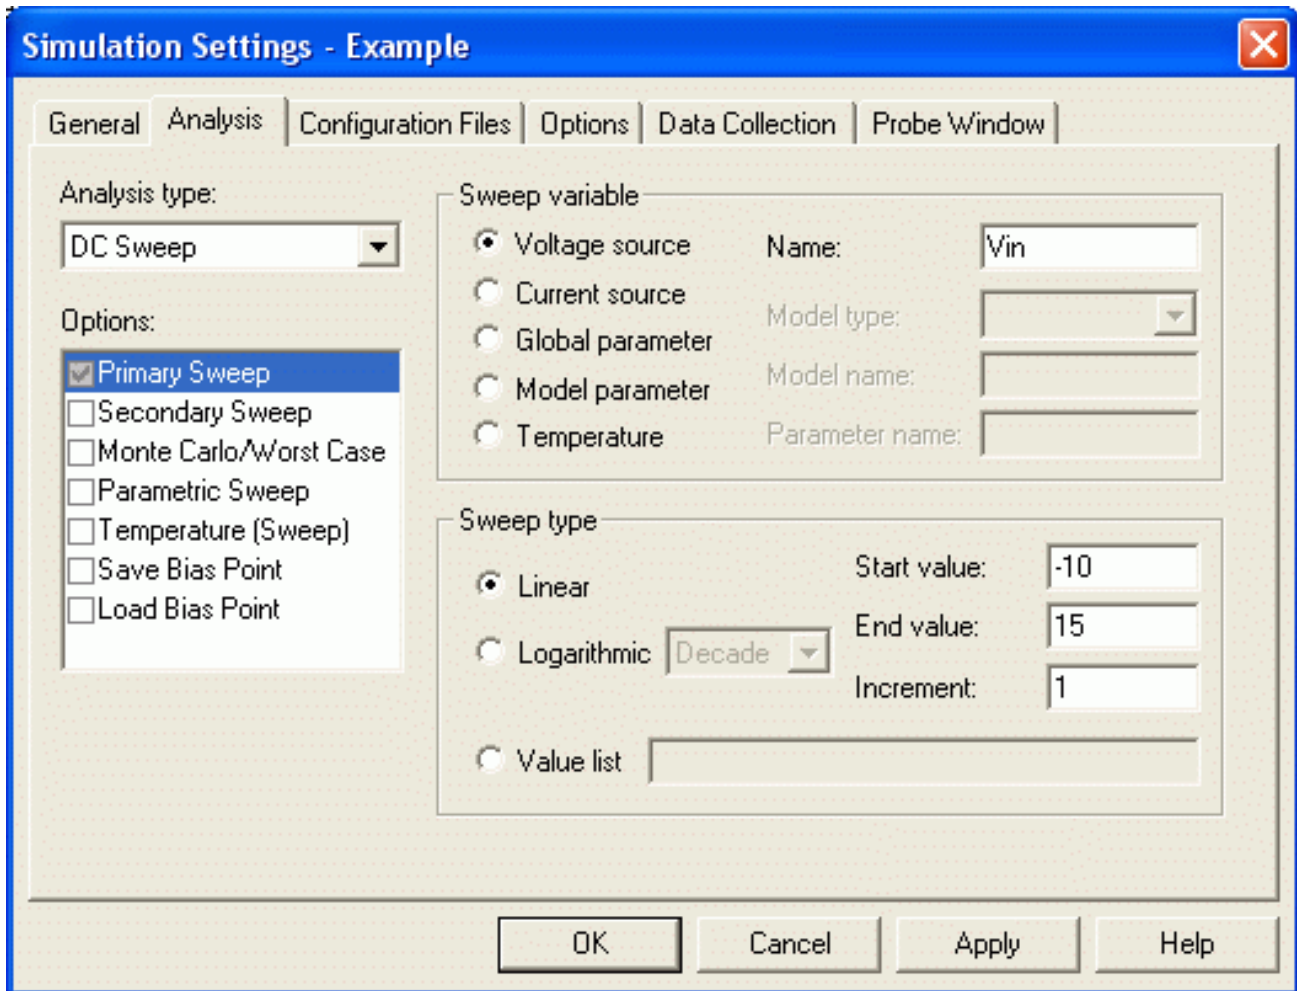 Simulation Settings - Example
General Analysis Configuration Files Options Data Collection Probe Window
Analysis type:
DC Sweep
Options:
Primary Sweep
Secondary Sweep
Monte Carlo/Worst Case
Parametric Sweep
Temperature (Sweep)
Save Bias Point
Load Bias Point
Sweep variable
Voltage source
Current source
Global parameter
Model parameter
Temperature
Name: Vin
Model type:
Model name:
Parameter name:
Sweep type
Linear
Logarithmic Decade
Value list
Start value: -10
End value: 15
Increment: 1
OK Cancel Apply Help